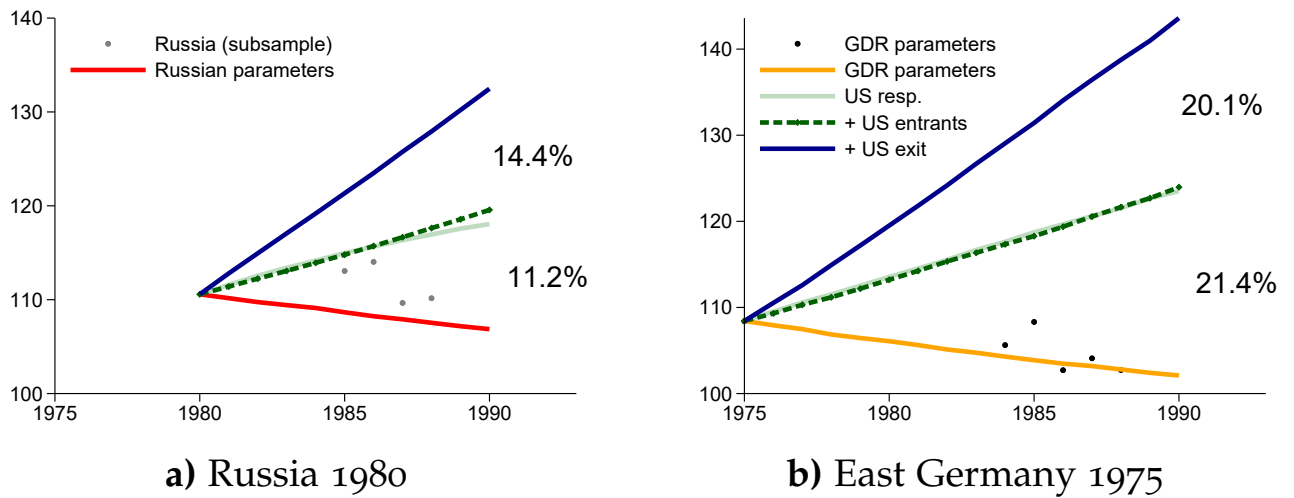 140
130
120
110
100
1975
1980
1985
1990
Russia (subsample)
Russian parameters
14.4%
11.2%
a) Russia 1980
140
130
120
110
100
1975
1980
1985
1990
GDR parameters
GDR parameters
US resp.
+ US entrants
+ US exit
20.1%
21.4%
b) East Germany 1975